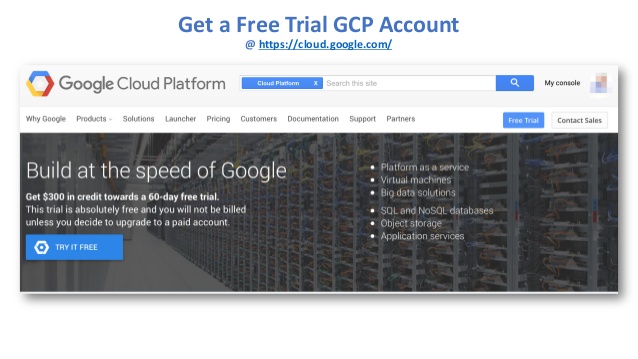 Get a Free Trial GCP Account
@ https://cloud.google.com/
Google Cloud Platform
Cloud Platform X Search this site
My console
Why Google Products Solutions Launcher Pricing Customers Documentation Support Partners
Free Trial Contact Sales
Build at the speed of Google
Get $300 in credit towards a 60-day free trial.
This trial is absolutely free and you will not be billed
unless you decide to upgrade to a paid account.
TRY IT FREE
• Platform as a service
• Virtual machines
• Big data solutions
• SQL and NoSQL databases
• Object storage
• Application services